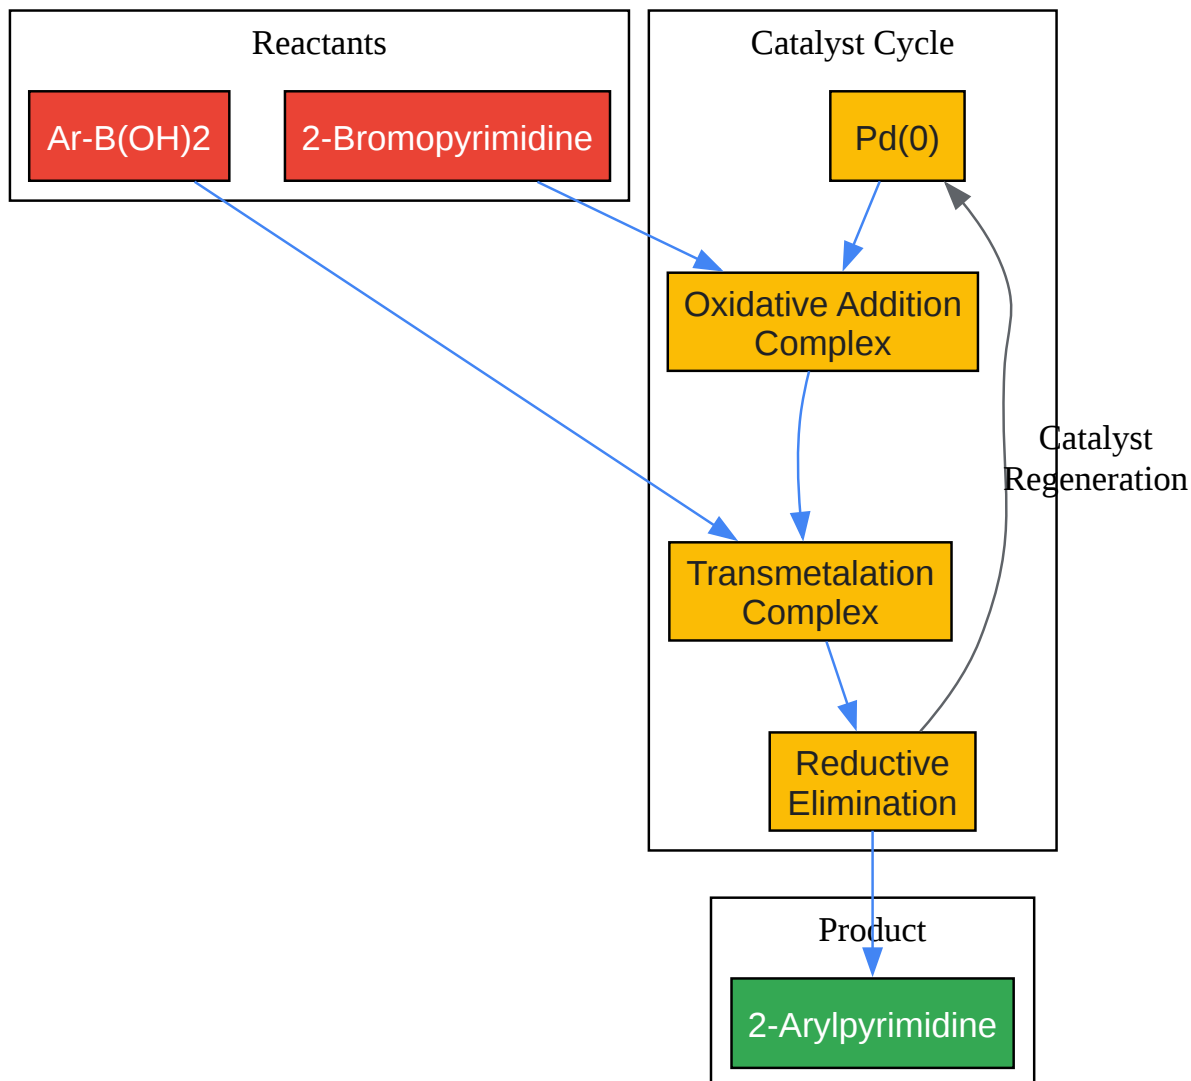 Reactants
Ar-B(OH)2
2-Bromopyrimidine
Catalyst Cycle
Pd(0)
Oxidative Addition
Complex
Catalyst
Regeneration
Transmetalation
Complex
Reductive
Elimination
Product
2-Arylpyrimidine